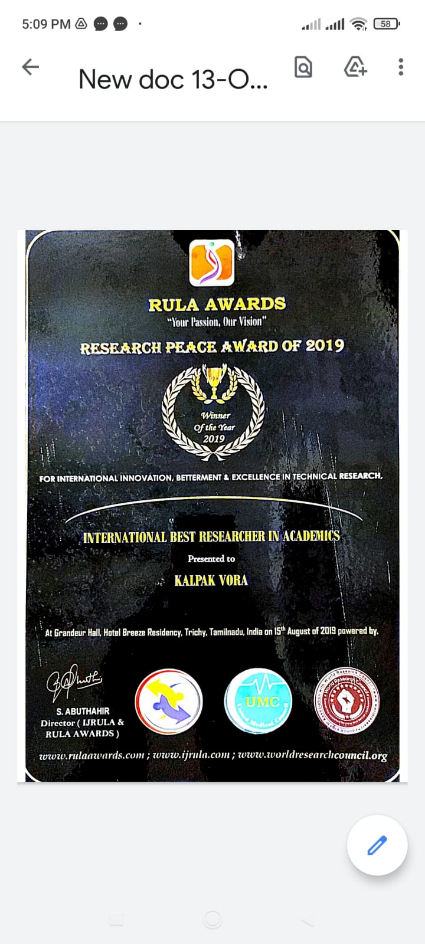 5:09 PM
58
New doc 13-O...
RULA AWARDS
"Your Passion, Our Vision"
RESEARCH PEACE AWARD OF 2019
Winner
Of the Year
2019
FOR INTERNATIONAL INNOVATION, BETTERMENT & EXCELLENCE IN TECHNICAL RESEARCH.
INTERNATIONAL BEST RESEARCHER IN ACADEMICS
Presented to
KALPAK VORA
At Grandeur Hall, Hotel Breeze Residency, Trichy, Tamilnadu, India on 15th August of 2019 powered by.
S. ABUTHAHIR
Director ( IJRULA &
RULA AWARDS )
UMC
www.rulaawards.com ; www.ijrula.com ; www.worldresearchcouncil.org